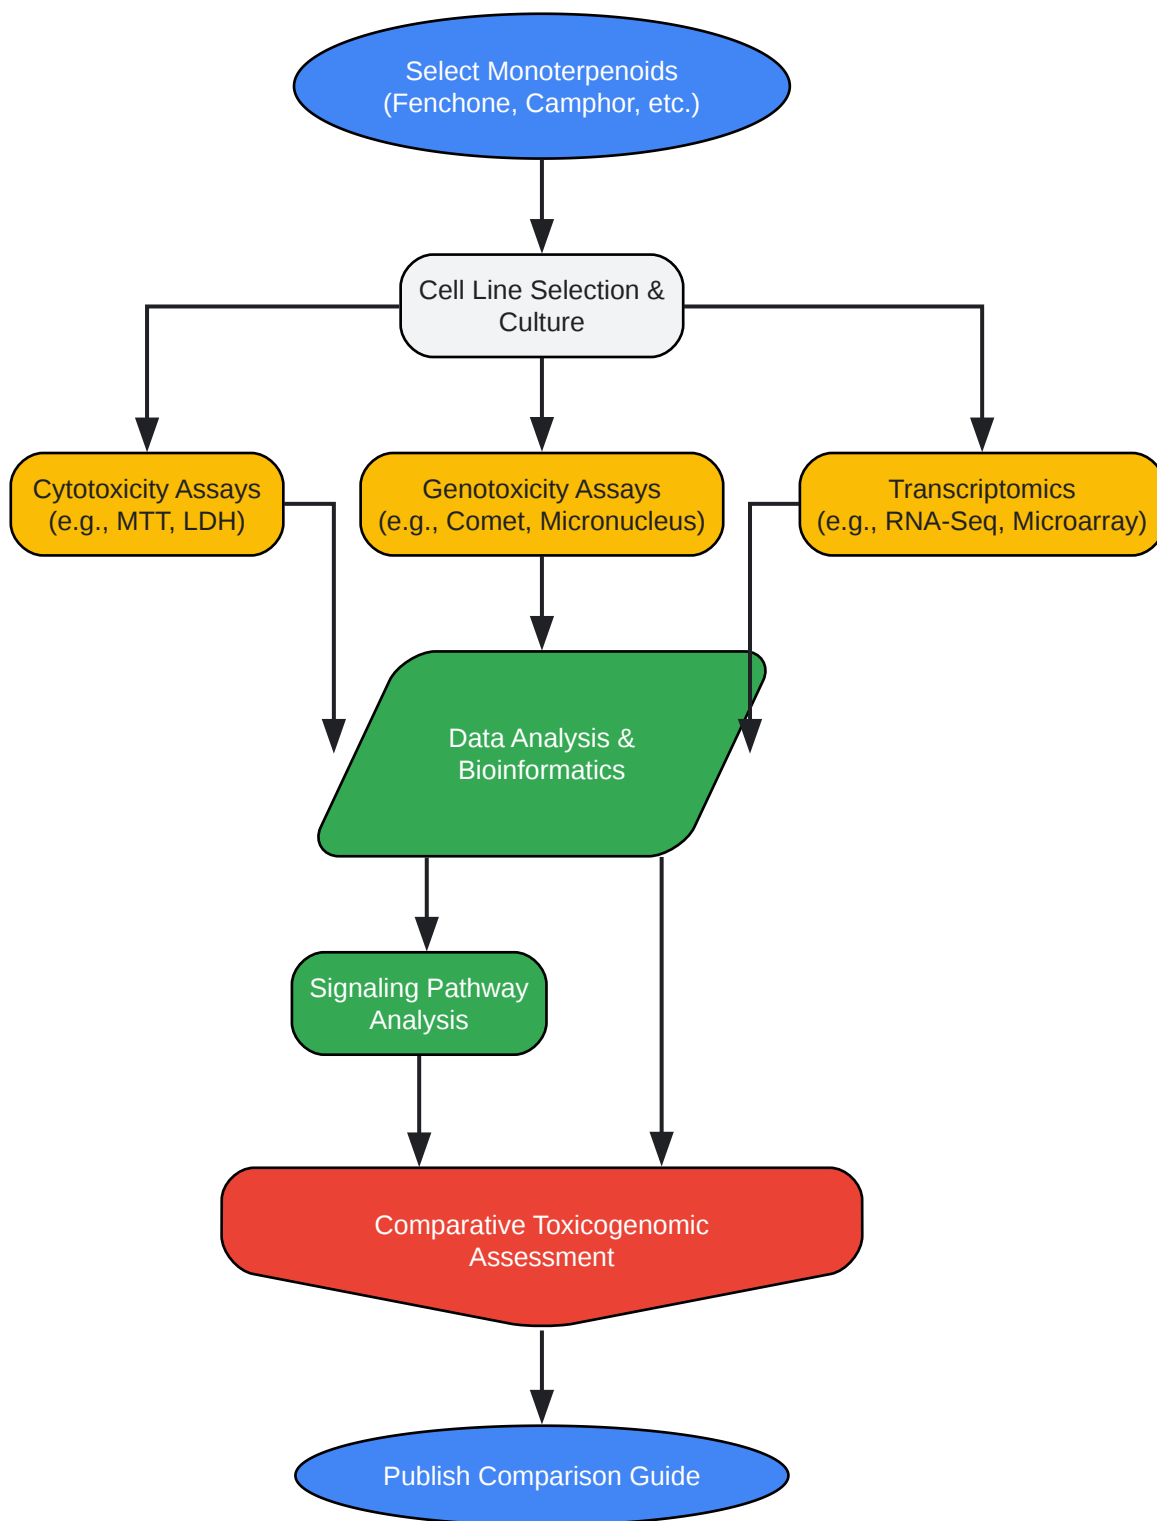 Select Monoterpenoids
(Fenchone, Camphor, etc.)
Cell Line Selection &
Culture
Cytotoxicity Assays
(e.g., MTT, LDH)
Genotoxicity Assays
(e.g., Comet, Micronucleus)
Transcriptomics
(e.g., RNA-Seq, Microarray)
Data Analysis &
Bioinformatics
Signaling Pathway
Analysis
Comparative Toxicogenomic
Assessment
Publish Comparison Guide